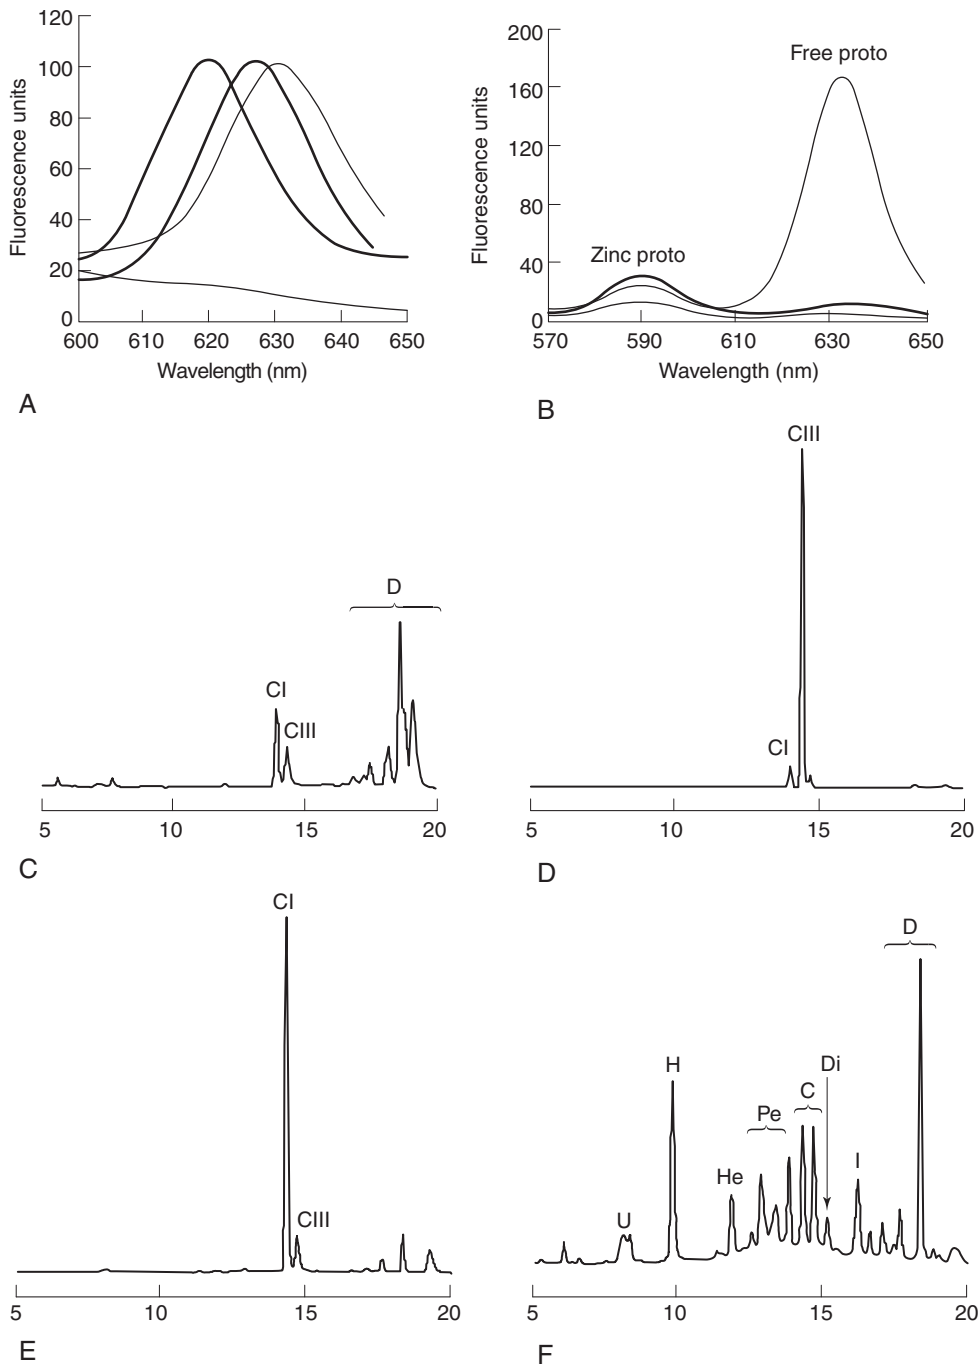 120
100
80
60
40
20
0
Fluorescence units
600 610 620 630 640 650
Wavelength (nm)
A
200
160
120
80
40
0
Fluorescence units
Free proto
Zinc proto
570 590 610 630 650
Wavelength (nm)
B
D
CI
CIII
5 10 15 20
C
CIII
CI
5 10 15 20
D
CI
CIII
5 10 15 20
E
D
H
Di
C
Pe
He
I
U
5 10 15 20
F